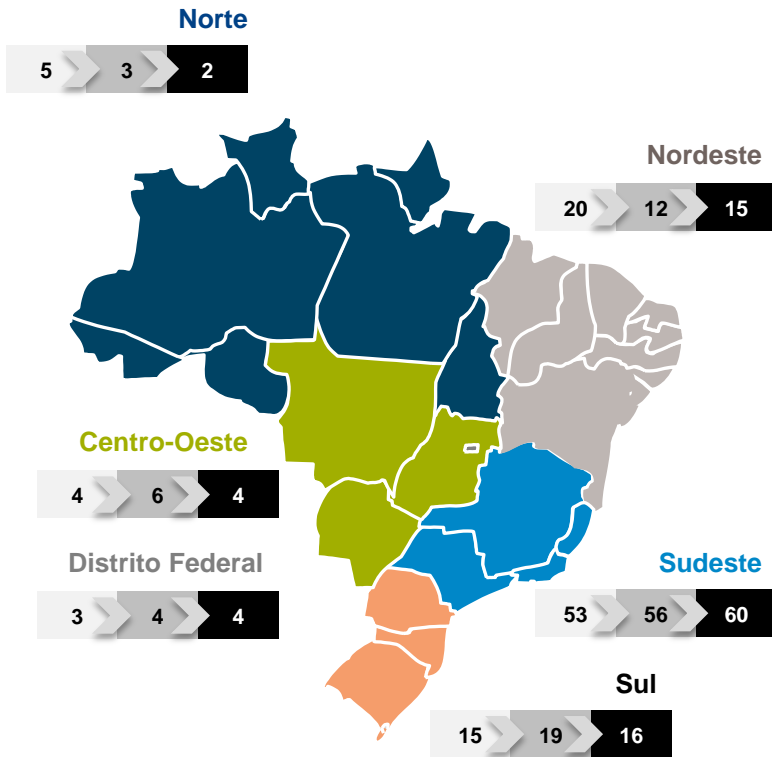 Norte
5 3 2
Nordeste
20 12 15
Centro-Oeste
4 6 4
Distrito Federal
3 4 4
Sudeste
53 56 60
Sul
15 19 16